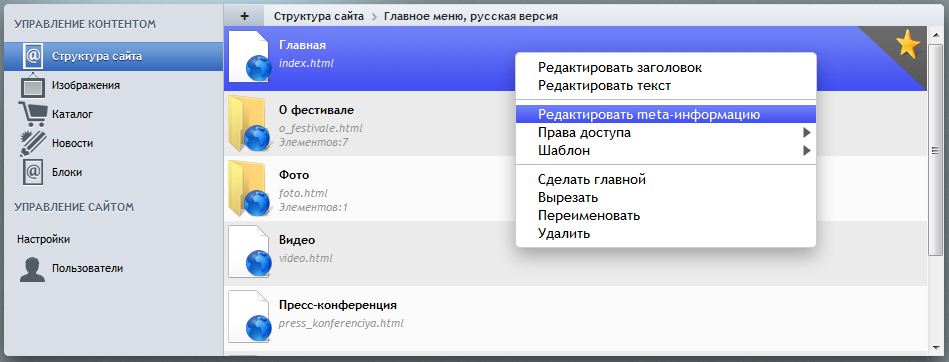 УПРАВЛЕНИЕ КОНТЕНТОМ
Структура сайта
Изображения
Каталог
Новости
Блоки
УПРАВЛЕНИЕ САЙТОМ
Настройки
Пользователи
+ Структура сайта > Главное меню, русская версия
Главная
index.html
О фестивале
o_festivale.html
Элементов:7
Фото
foto.html
Элементов:1
Видео
video.html
Пресс-конференция
press_konferenciya.html
Редактировать заголовок
Редактировать текст
Редактировать meta-информацию
Права доступа
Шаблон
Сделать главной
Вырезать
Переименовать
Удалить